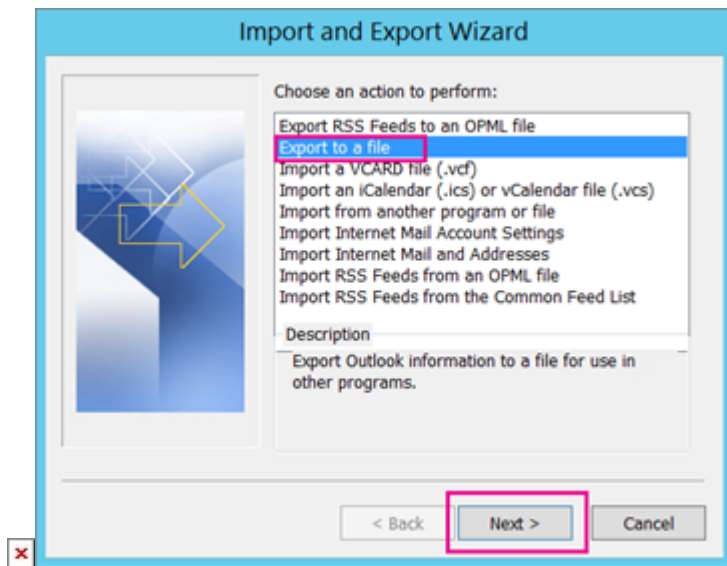 Import and Export Wizard
Choose an action to perform:
Export RSS Feeds to an OPML file
Export to a file
Import a VCARD file (.vcf)
Import an iCalendar (.ics) or vCalendar file (.vcs)
Import from another program or file
Import Internet Mail Account Settings
Import Internet Mail and Addresses
Import RSS Feeds from an OPML file
Import RSS Feeds from the Common Feed List
Description
Export Outlook information to a file for use in
other programs.
< Back Next > Cancel